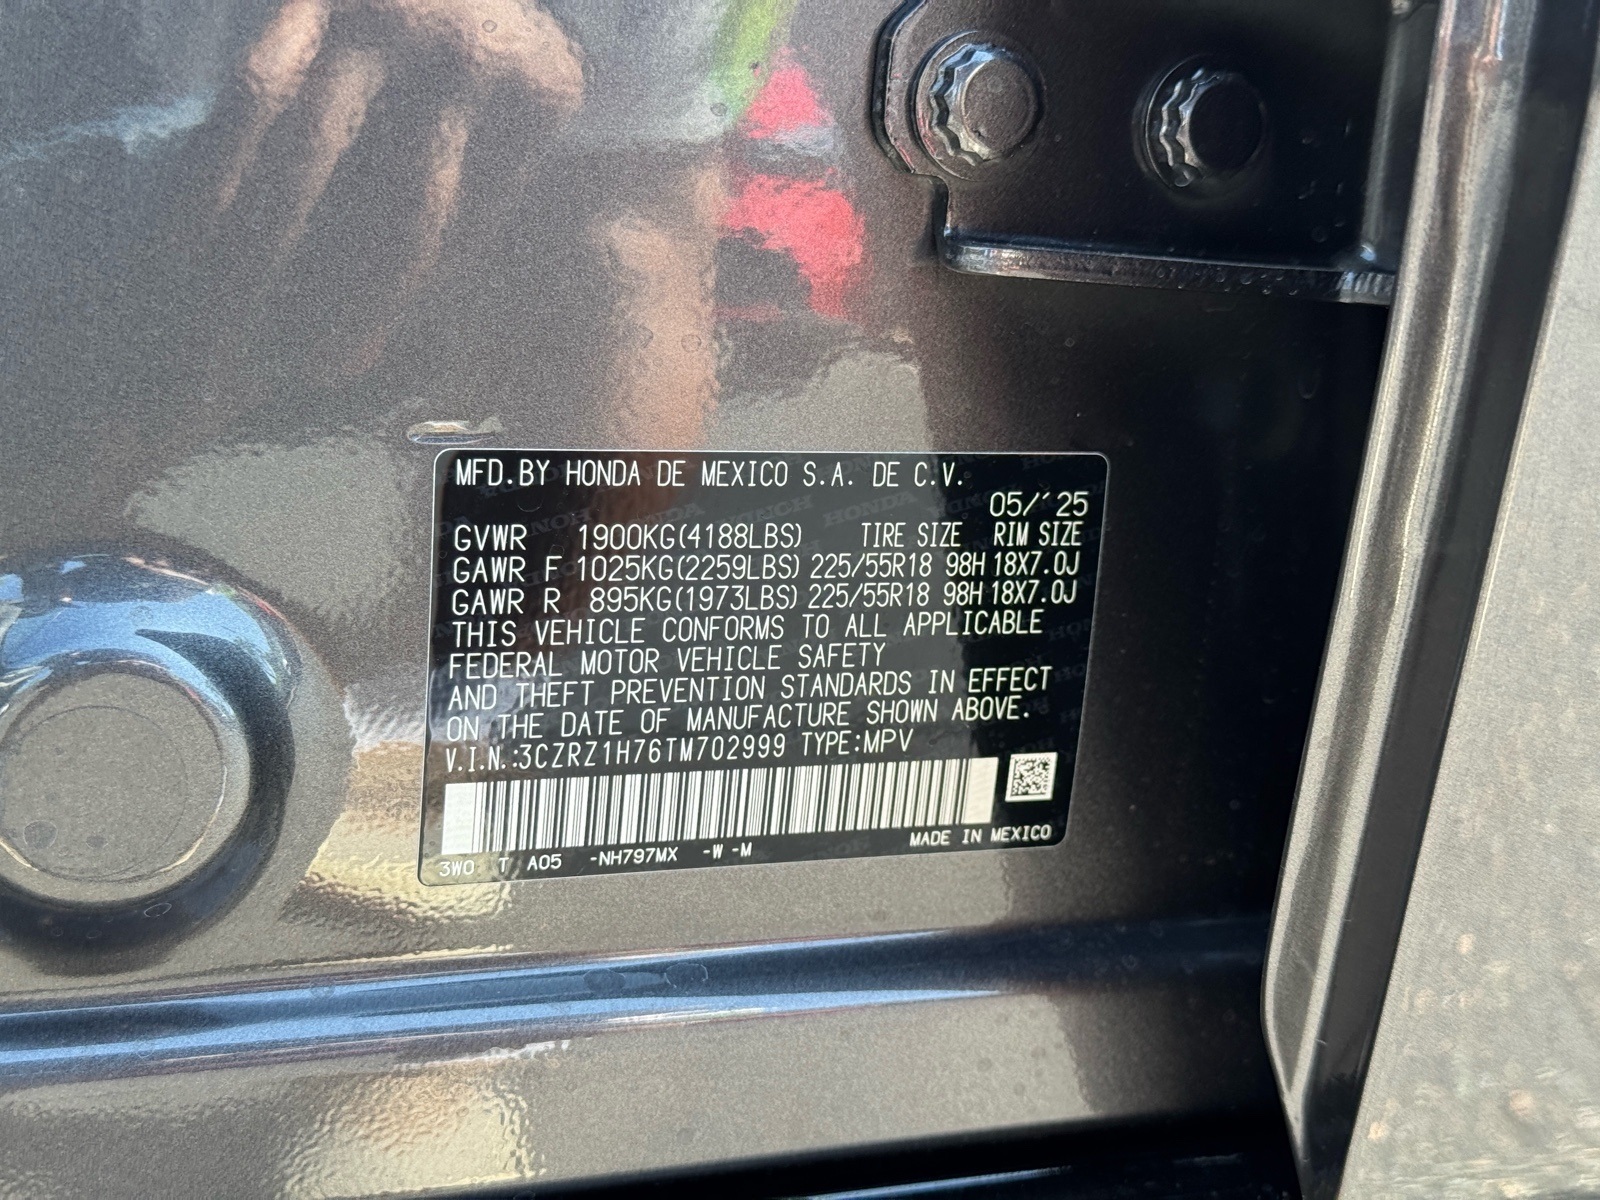 MFD.BY HONDA DE MEXICO S.A. DE C.V.
05/´25
GVWR 1900KG(4188LBS) TIRE SIZE RIM SIZE
GAWR F 1025KG(2259LBS) 225/55R18 98H 18X7.0J
GAWR R 895KG(1973LBS) 225/55R18 98H 18X7.0J
THIS VEHICLE CONFORMS TO ALL APPLICABLE
FEDERAL MOTOR VEHICLE SAFETY
AND THEFT PREVENTION STANDARDS IN EFFECT
ON THE DATE OF MANUFACTURE SHOWN ABOVE.
V.I.N.:3CZRZ1H76TM702999 TYPE:MPV
MADE IN MEXICO
3W0 T A05 -NH797MX -W -M